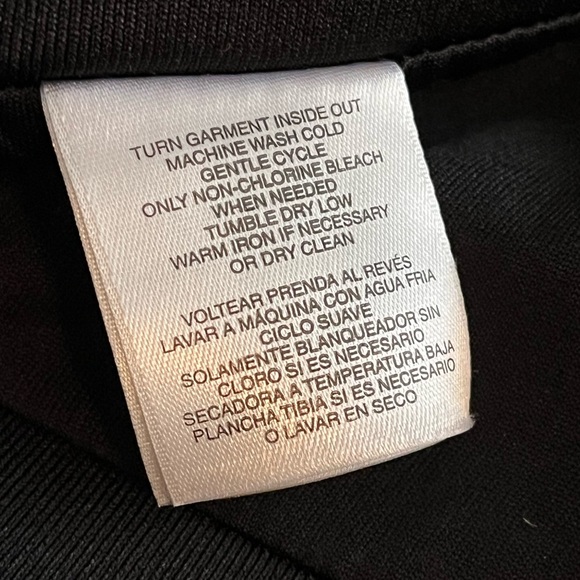 TURN GARMENT INSIDE OUT
MACHINE WASH COLD
GENTLE CYCLE
ONLY NON-CHLORINE BLEACH
WHEN NEEDED
TUMBLE DRY LOW
WARM IRON IF NECESSARY
OR DRY CLEAN
VOLTEAR PRENDA AL REVÉS
LAVAR A MÁQUINA CON AGUA FRIA
CICLO SUAVE
SOLAMENTE BLANQUEADOR SIN
CLORO SI ES NECESARIO
SECADORA A TEMPERATURA BAJA
PLANCHA TIBIA SI ES NECESARIO
O LAVAR EN SECO